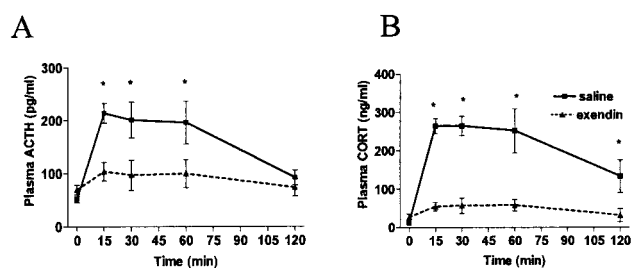 A
Plasma ACTH (pg/ml)
300
200
100
0
* * *
0 15 30 45 60 75 90 105 120
Time (min)
B
Plasma CORT (ng/ml)
400
300
200
100
0
* * * *
saline
exendin
0 15 30 45 60 75 90 105 120
Time (min)